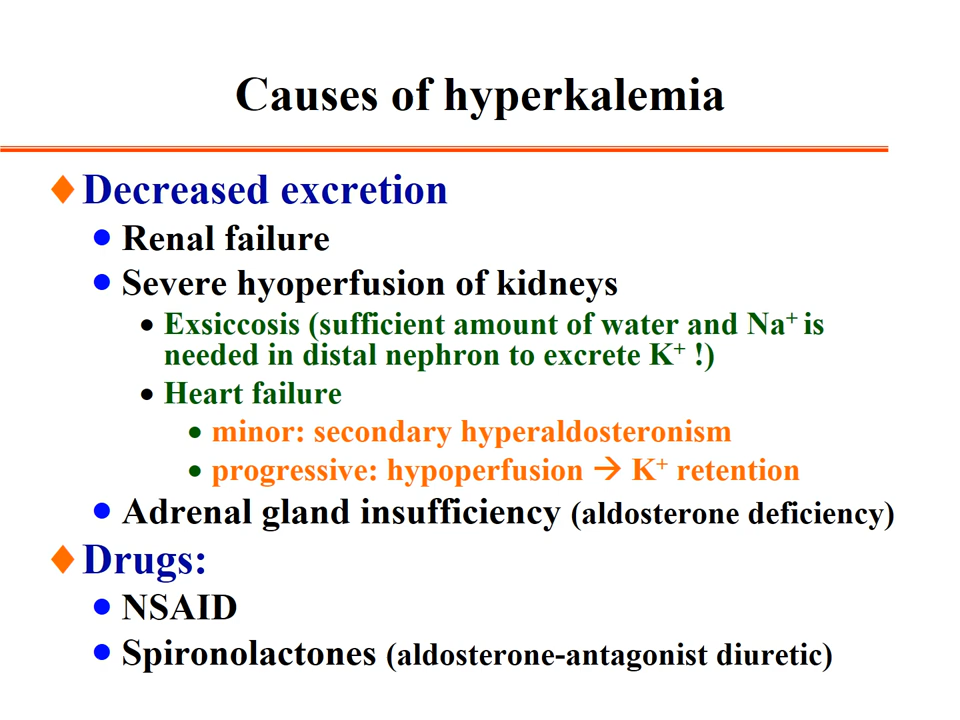 Causes of hyperkalemia
Decreased excretion
Renal failure
Severe hyoperfusion of kidneys
Exsiccosis (sufficient amount of water and Na⁺ is
needed in distal nephron to excrete K⁺ !)
Heart failure
minor: secondary hyperaldosteronism
progressive: hypoperfusion → K⁺ retention
Adrenal gland insufficiency (aldosterone deficiency)
Drugs:
NSAID
Spironolactones (aldosterone-antagonist diuretic)